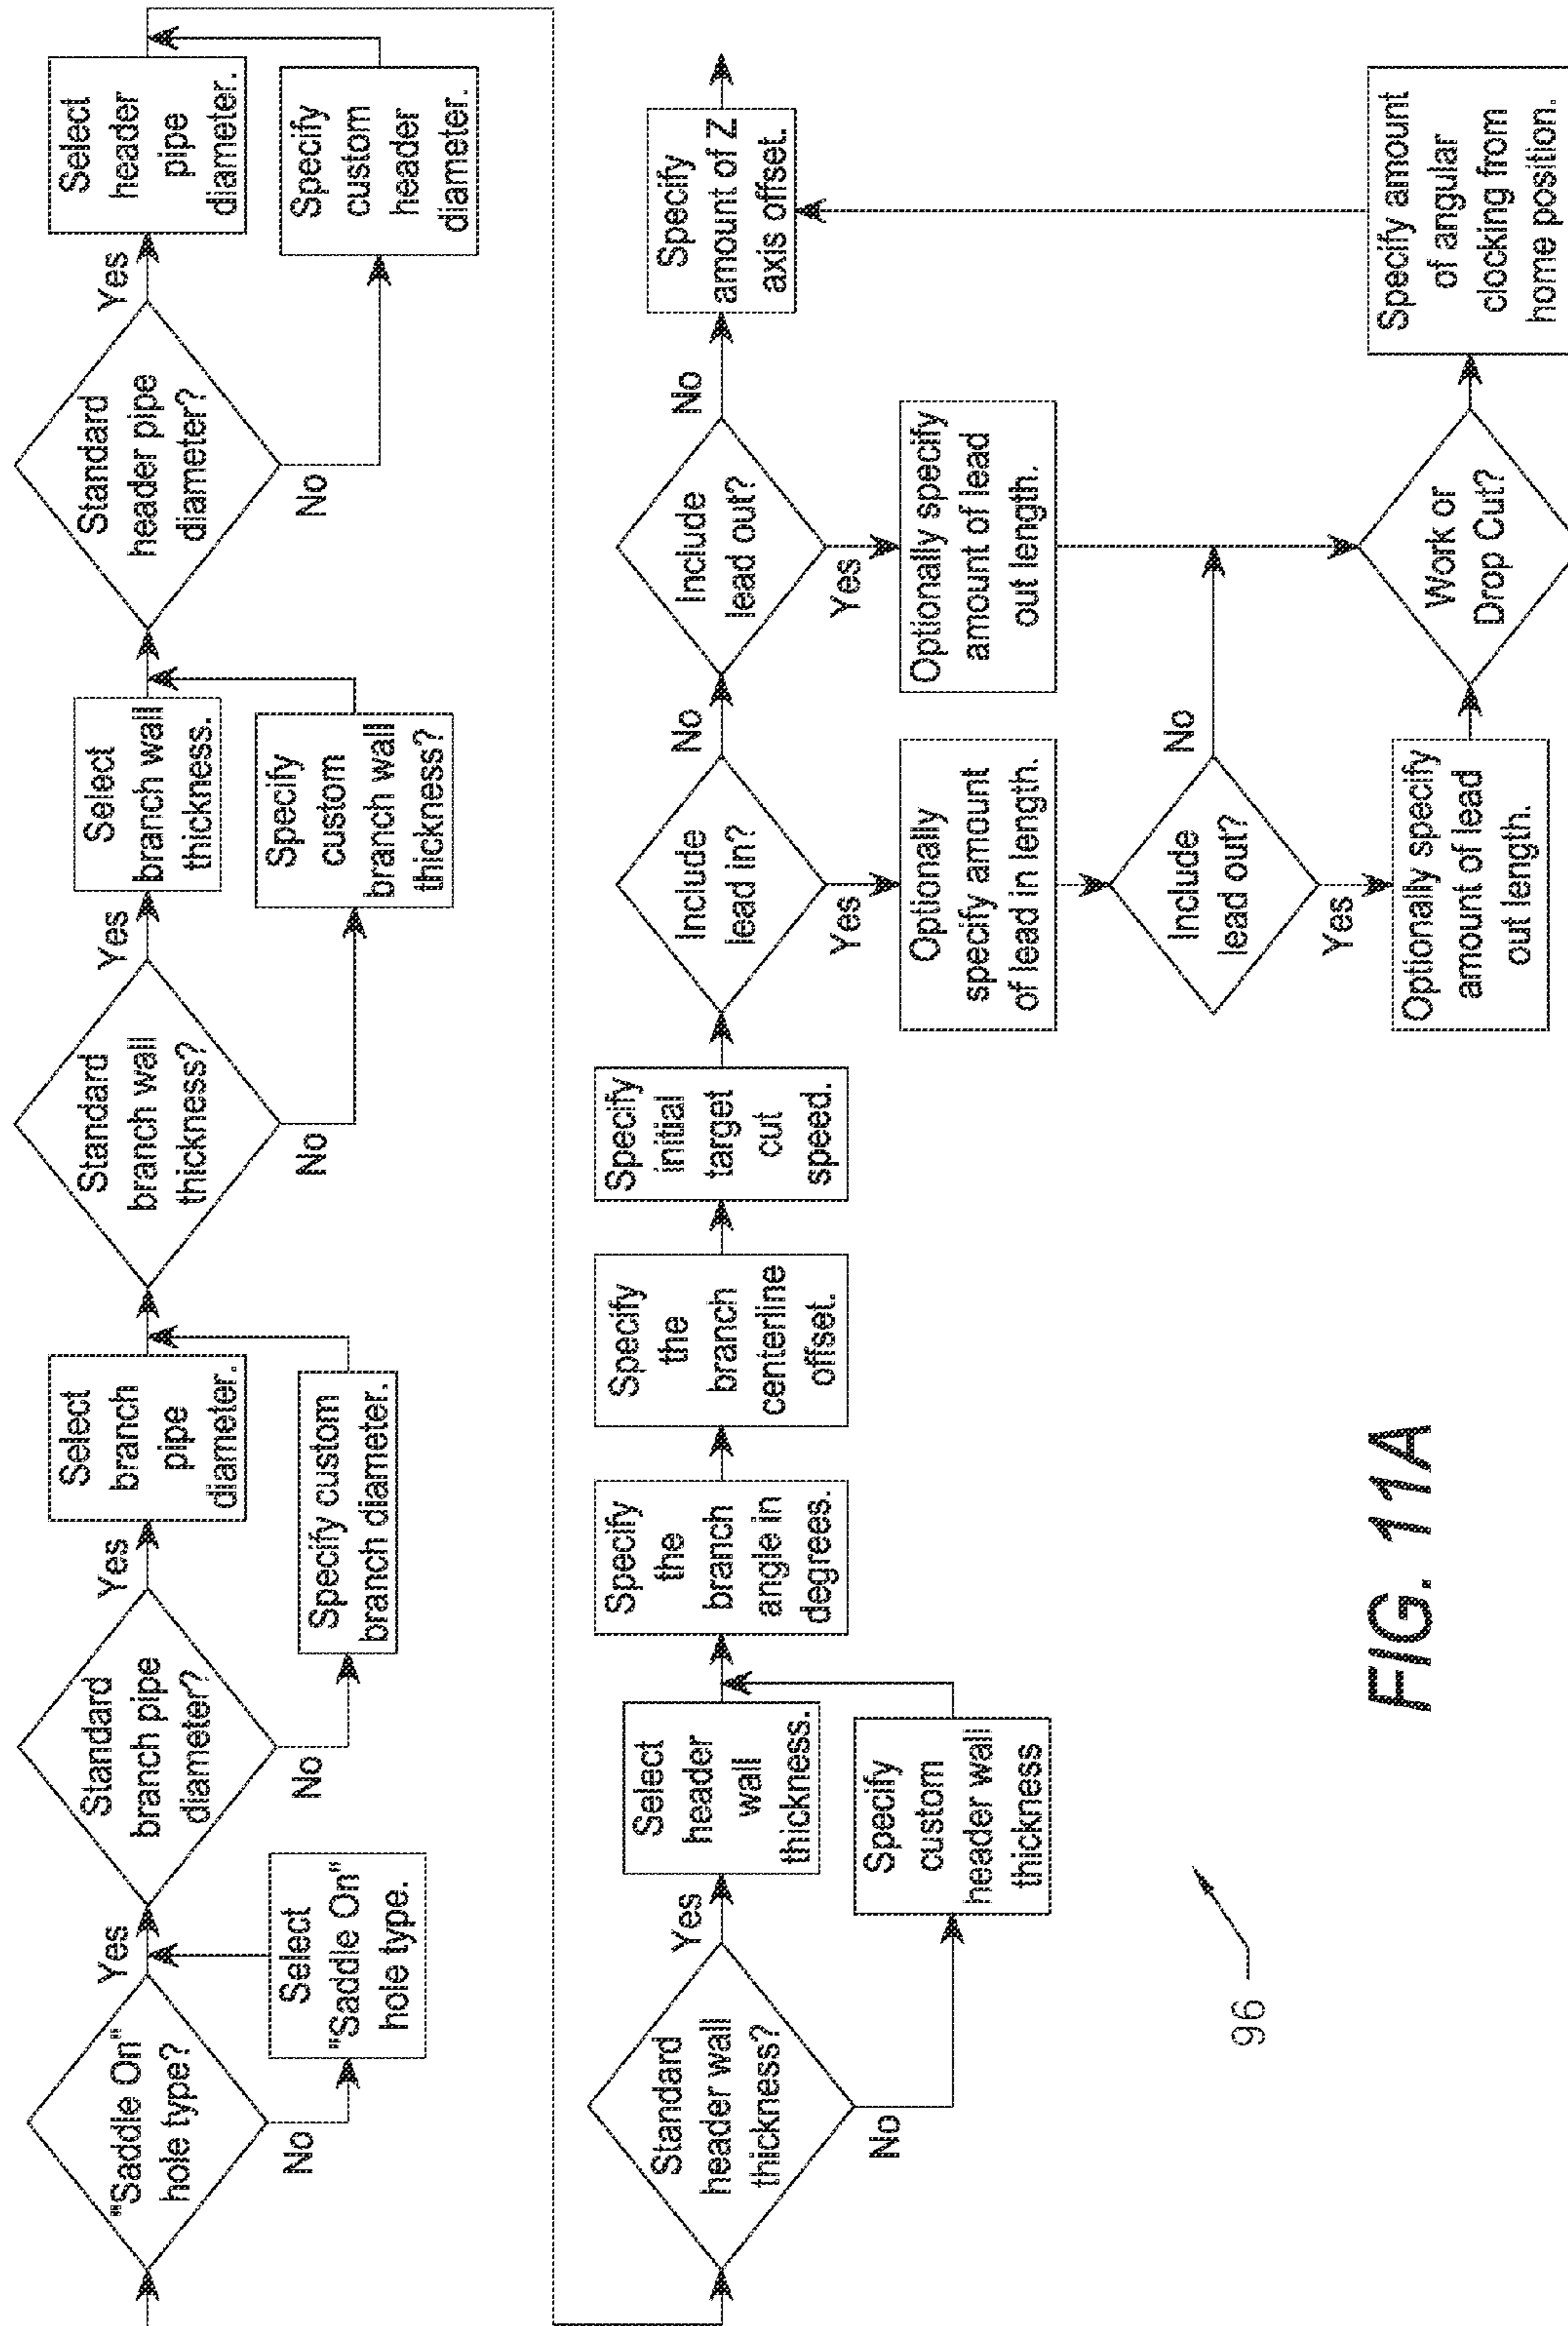 "Saddle On"
hole type?
Yes
No
Select
"Saddle On"
hole type.
Standard
branch pipe
diameter?
Yes
No
Select
branch
pipe
diameter.
Specify custom
branch diameter.
Standard
branch wall
thickness?
Yes
No
Select
branch wall
thickness.
Specify
custom
branch wall
thickness?
Standard
header pipe
diameter?
Yes
No
Select
header
pipe
diameter.
Specify
custom
header
diameter.
Standard
header wall
thickness?
Yes
No
Select
header
wall
thickness.
Specify
custom
header wall
thickness
Specify
the
branch
angle in
degrees.
Specify
the
branch
centerline
offset.
Specify
initial
target
cut
speed.
Include
lead in?
No
Yes
Include
lead out?
No
Yes
Specify
amount of Z
axis offset.
Optionally
specify amount
of lead in length.
Optionally specify
amount of lead
out length.
Include
lead out?
No
Yes
Optionally specify
amount of lead
out length.
Work or
Drop Cut?
Specify amount
of angular
clocking from
home position.
96
FIG. 11A